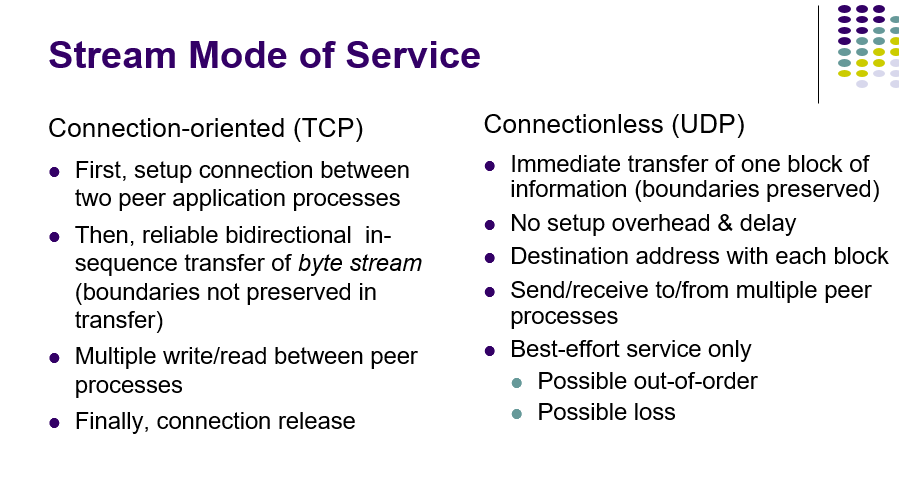 Stream Mode of Service
Connection-oriented (TCP)
● First, setup connection between
two peer application processes
● Then, reliable bidirectional in-
sequence transfer of byte stream
(boundaries not preserved in
transfer)
● Multiple write/read between peer
processes
● Finally, connection release
Connectionless (UDP)
● Immediate transfer of one block of
information (boundaries preserved)
● No setup overhead & delay
● Destination address with each block
● Send/receive to/from multiple peer
processes
● Best-effort service only
● Possible out-of-order
● Possible loss